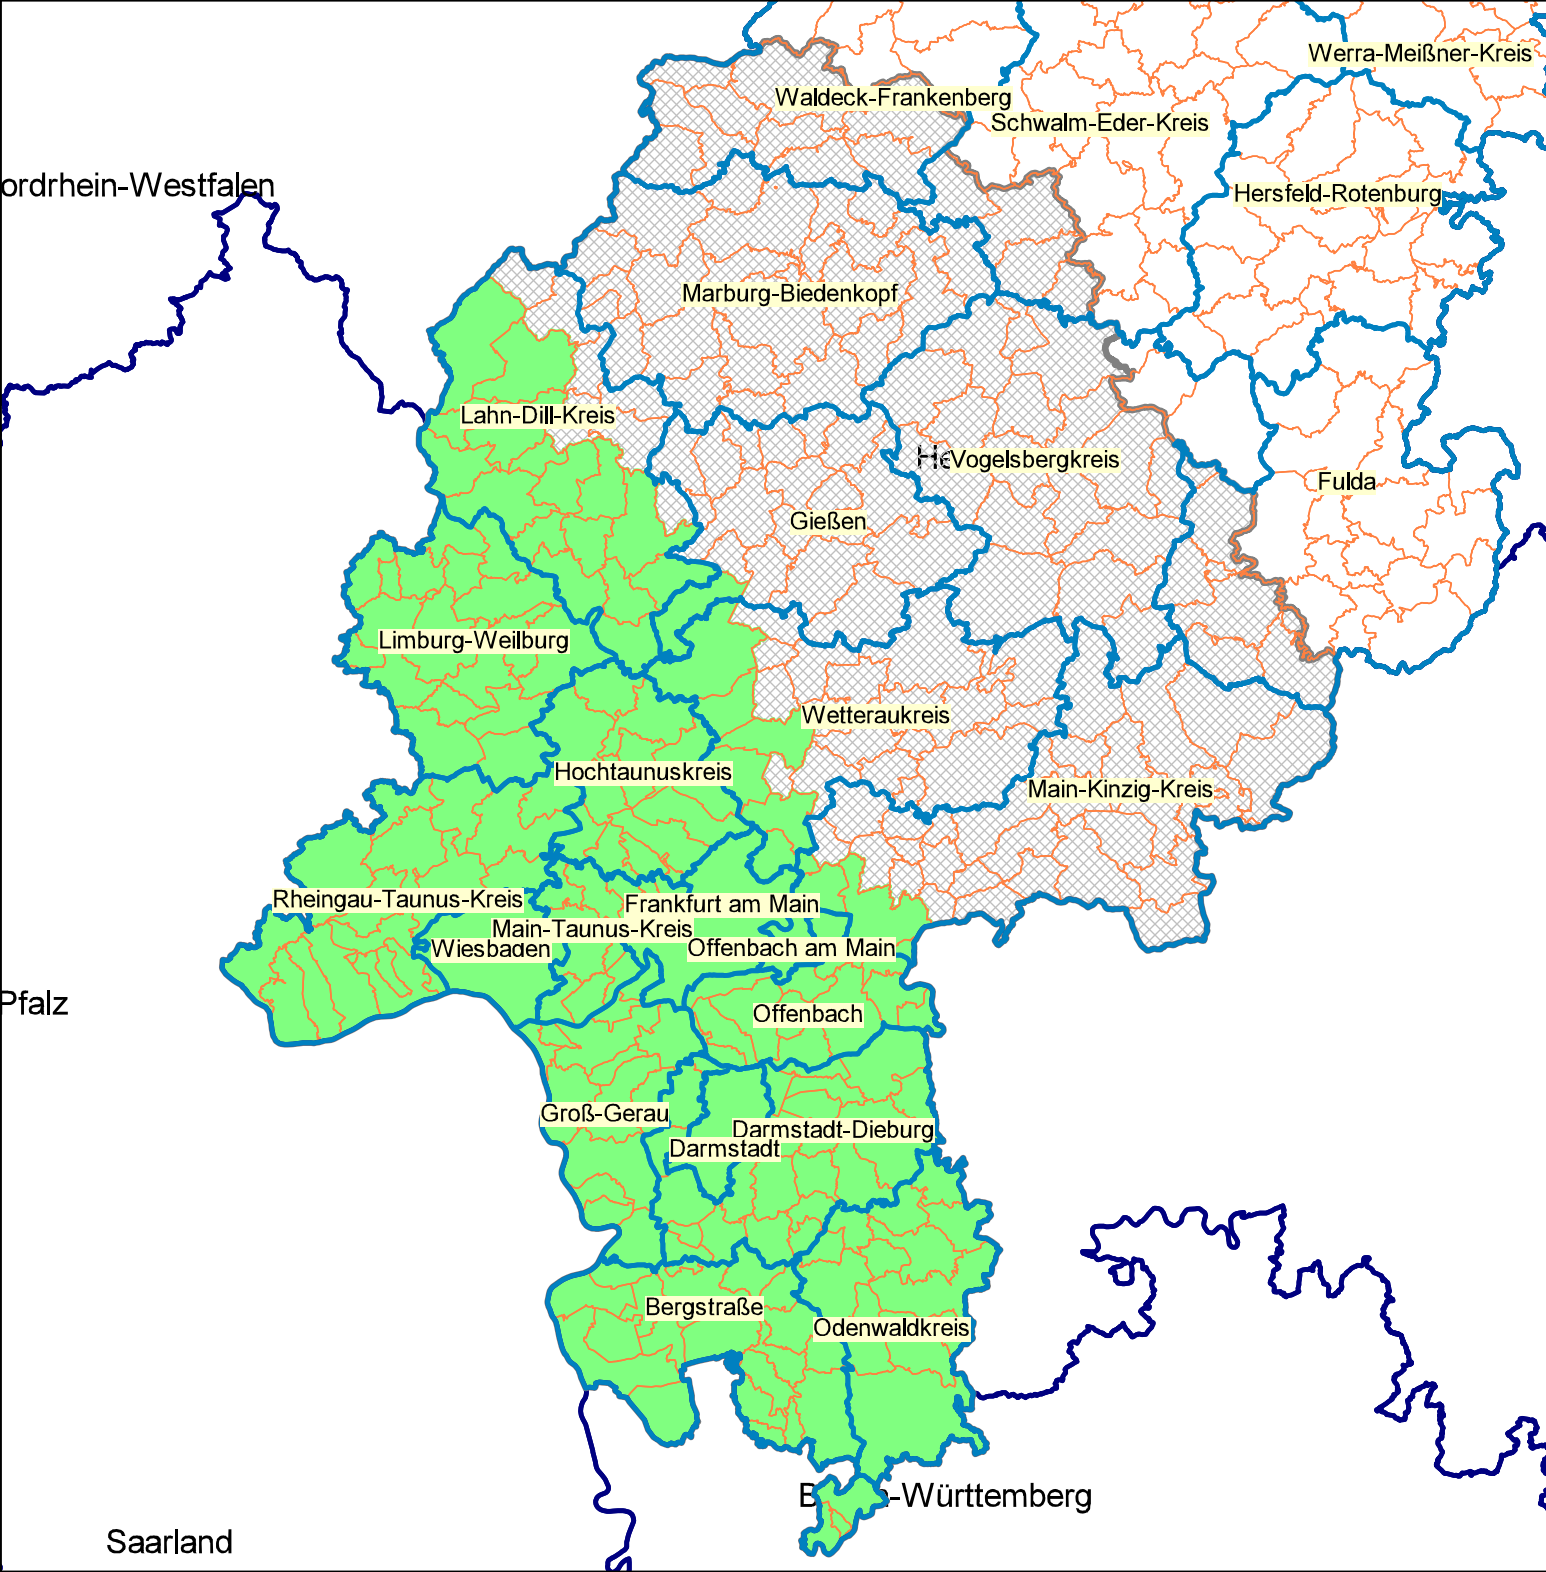 Werra-Meißner-Kreis
Waldeck-Frankenberg
Schwalm-Eder-Kreis
ordrhein-Westfalen
Hersfeld-Rotenburg
Marburg-Biedenkopf
Lahn-Dill-Kreis
He
Vogelsbergkreis
Fulda
Gießen
Limburg-Weilburg
Wetteraukreis
Hochtaunuskreis
Main-Kinzig-Kreis
Rheingau-Taunus-Kreis
Frankfurt am Main
Main-Taunus-Kreis
Wiesbaden
Offenbach am Main
Pfalz
Offenbach
Groß-Gerau
Darmstadt-Dieburg
Darmstadt
Bergstraße
Odenwaldkreis
B n-Württemberg
Saarland